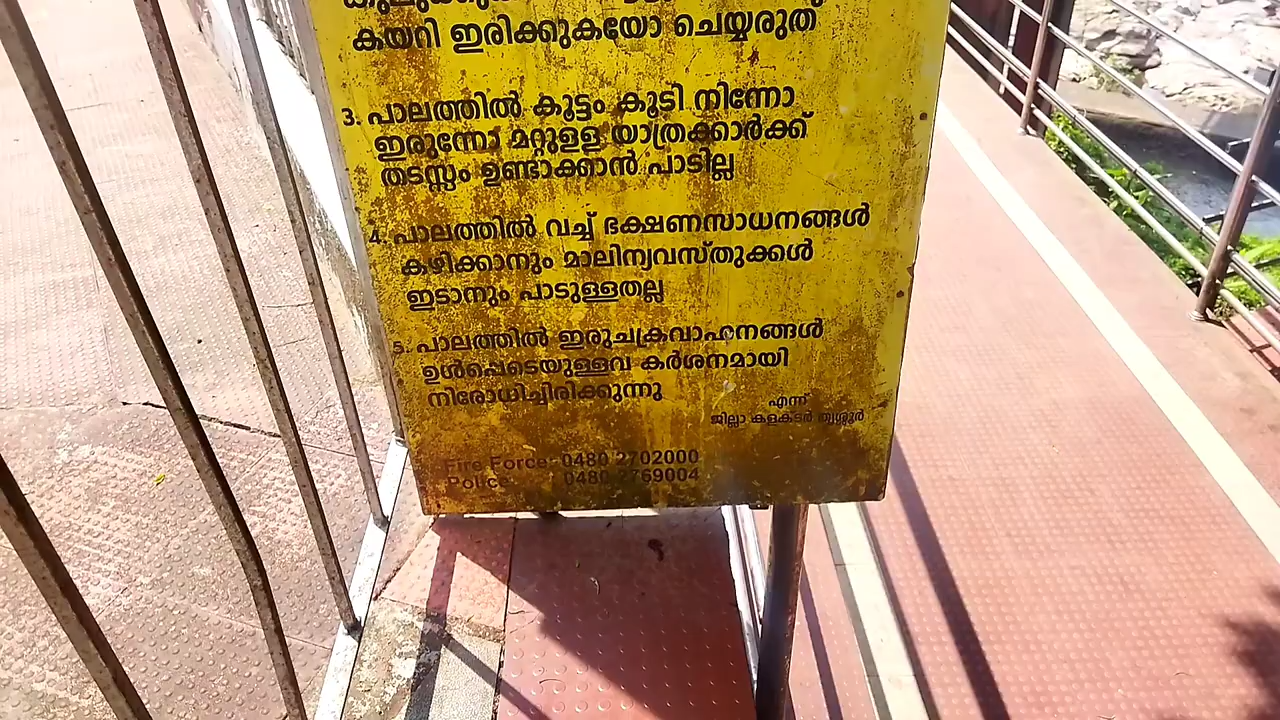 കയറി ഇരിക്കുകയോ ചെയ്യരുത്
3. പാലത്തിൽ കൂട്ടം കൂടി നിന്നോ
ഇരുന്നോ മറ്റുളള യാത്രക്കാർക്ക്
തടസ്സം ഉണ്ടാക്കാൻ പാടില്ല
4. പാലത്തിൽ വച്ച് ഭക്ഷണസാധനങ്ങൾ
കഴിക്കാനും മാലിന്യവസ്തുക്കൾ
ഇടാനും പാടുള്ളതല്ല
5. പാലത്തിൽ ഇരുചക്രവാഹനങ്ങൾ
ഉൾപ്പെടെയുള്ളവ കർശനമായി
നിരോധിച്ചിരിക്കുന്നു
എന്ന്
ജില്ലാ കളക്ടർ തൃശ്ശൂർ
Fire Force - 0480 2702000
Police : 0480 2769004